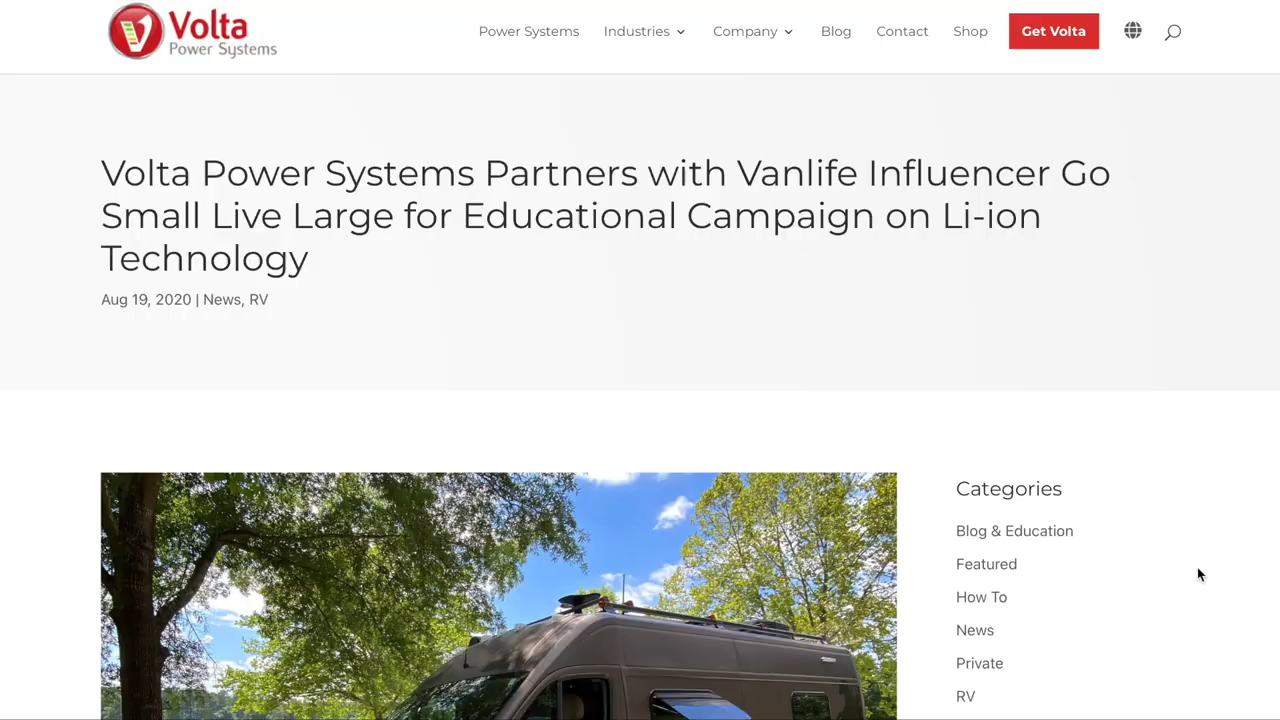 Volta
Power Systems
Power Systems Industries Company Blog Contact Shop Get Volta
Volta Power Systems Partners with Vanlife Influencer Go
Small Live Large for Educational Campaign on Li-ion
Technology
Aug 19, 2020 | News, RV
Categories
Blog & Education
Featured
How To
News
Private
RV